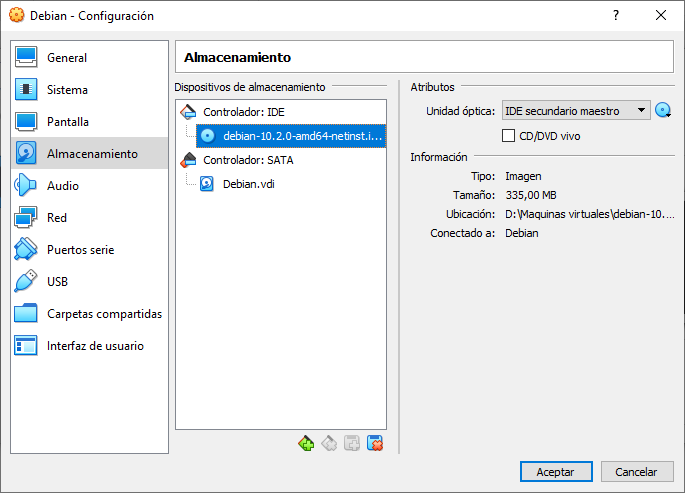 Debian - Configuración
?
General
Sistema
Pantalla
Almacenamiento
Audio
Red
Puertos serie
USB
Carpetas compartidas
Interfaz de usuario
Almacenamiento
Dispositivos de almacenamiento
Controlador: IDE
debian-10.2.0-amd64-netinst.i...
Controlador: SATA
Debian.vdi
Atributos
Unidad óptica: IDE secundario maestro
CD/DVD vivo
Información
Tipo: Imagen
Tamaño: 335,00 MB
Ubicación: D:\Maquinas virtuales\debian-10....
Conectado a: Debian
Aceptar Cancelar